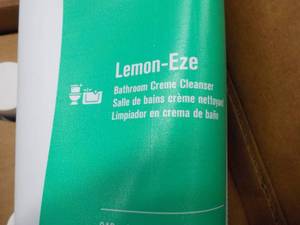 Lemon-Eze
Bathroom Creme Cleanser
Salle de bains crème nettoyant
Limpiador en crema de baño